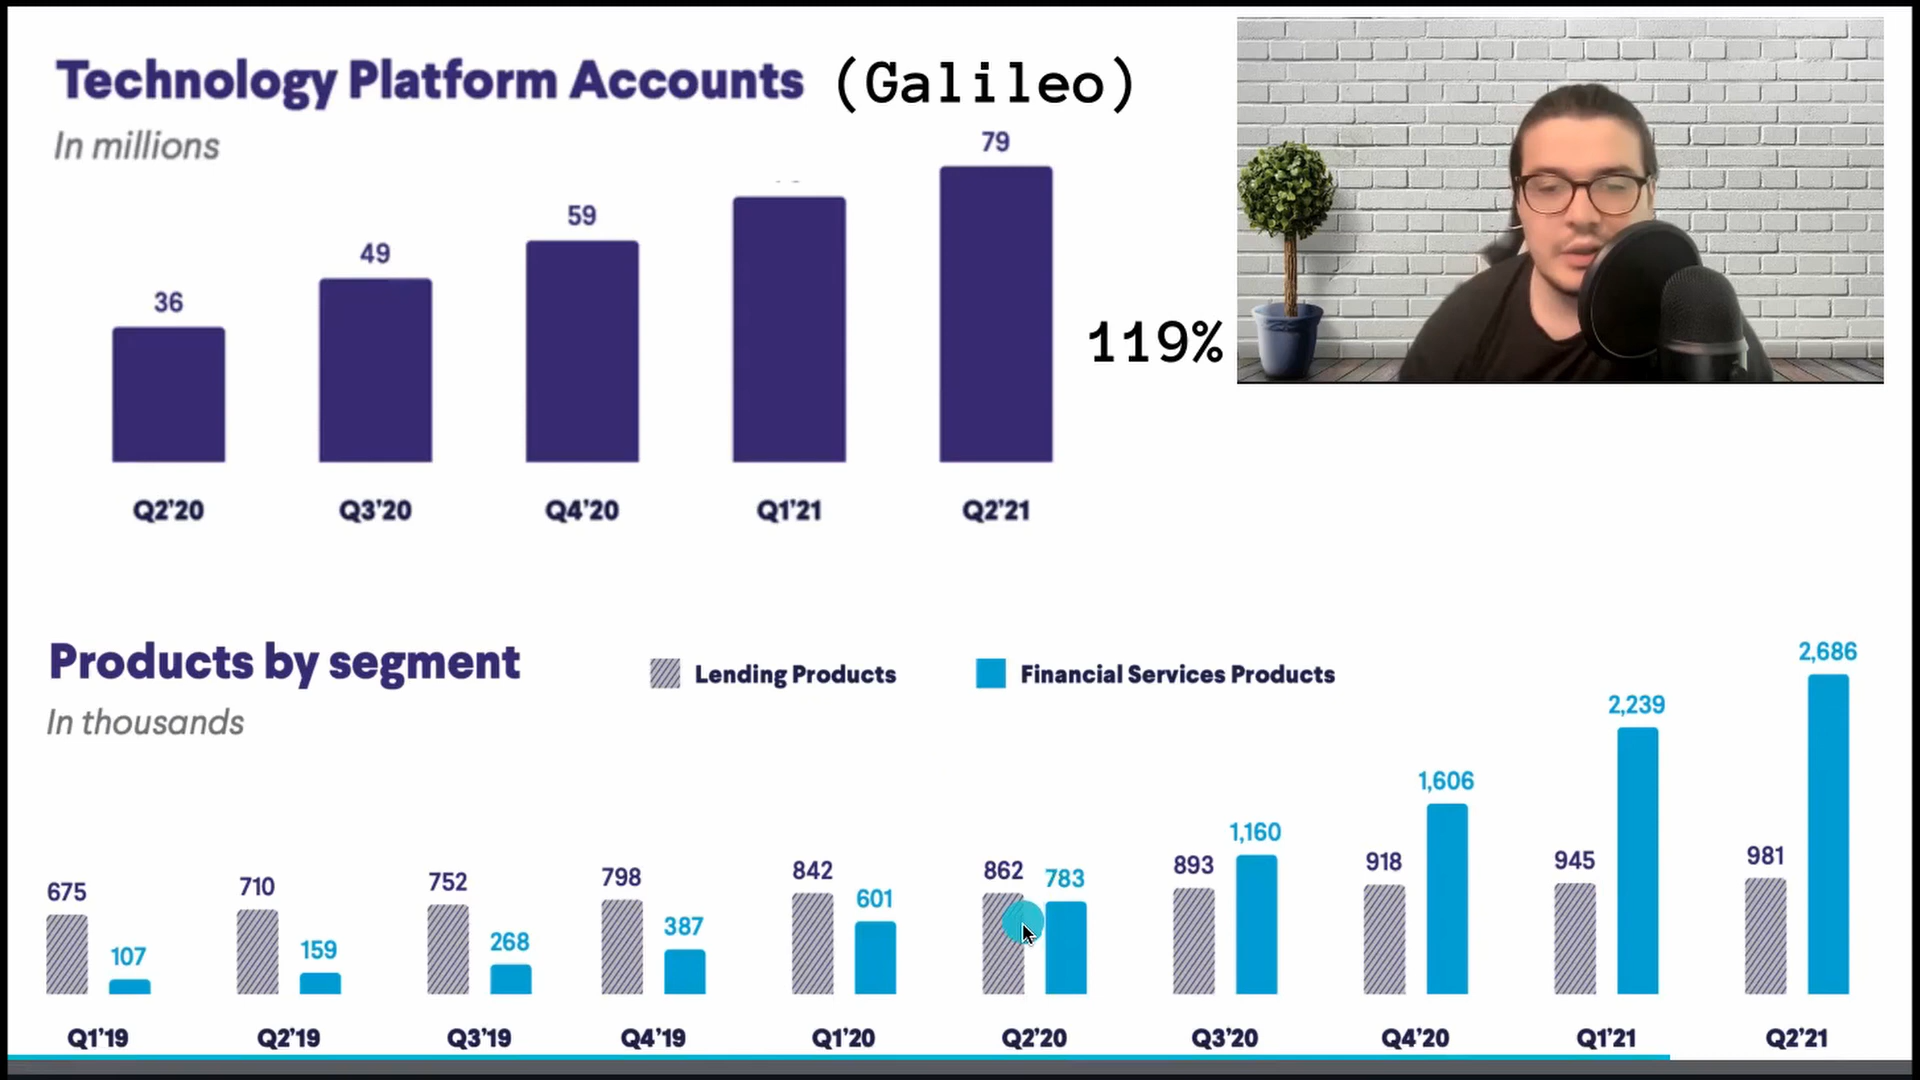 Technology Platform Accounts (Galileo)
In millions
36
49
59
79
119%
Q2'20
Q3'20
Q4'20
Q1'21
Q2'21
Products by segment
In thousands
Lending Products
Financial Services Products
675
107
710
159
752
268
798
387
842
601
862
783
893
1,160
918
1,606
945
2,239
981
2,686
Q1'19
Q2'19
Q3'19
Q4'19
Q1'20
Q2'20
Q3'20
Q4'20
Q1'21
Q2'21